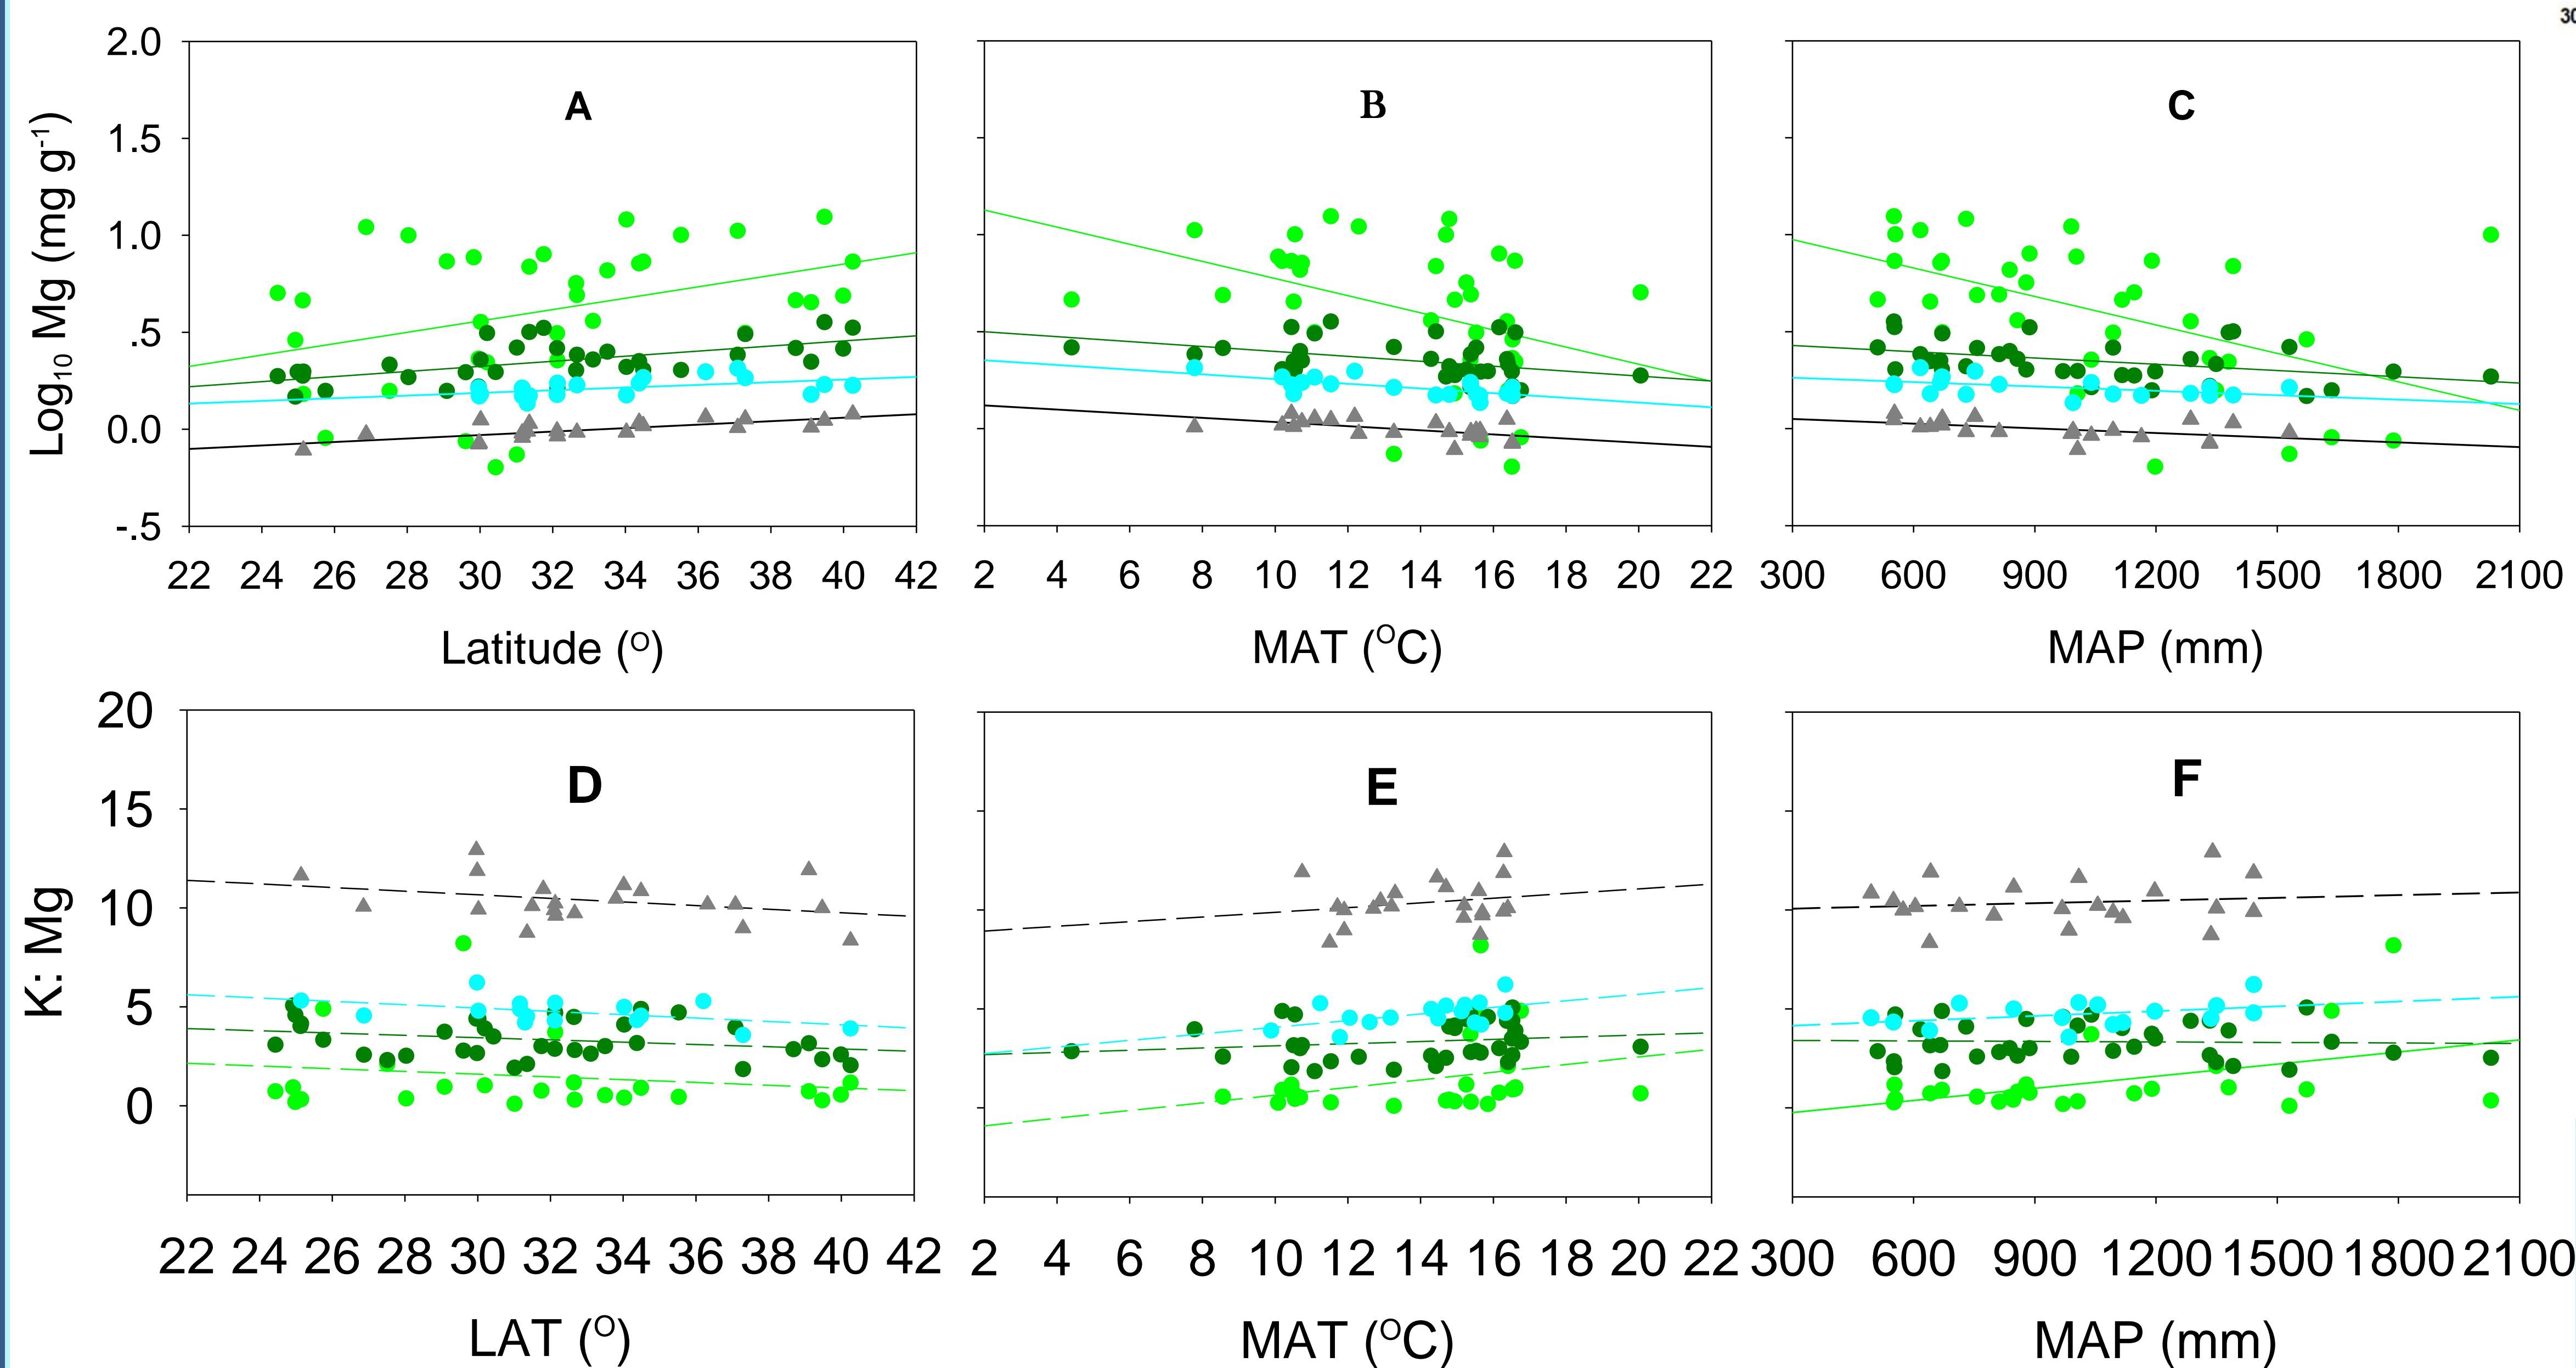 30
2.0
1.5
1.0
.5
0.0
-.5
Log10 Mg (mg g-1)
A
B
C
22 24 26 28 30 32 34 36 38 40 42
2 4 6 8 10 12 14 16 18 20 22
300 600 900 1200 1500 1800 2100
Latitude (O)
MAT (OC)
MAP (mm)
20
15
10
5
0
K: Mg
D
E
F
22 24 26 28 30 32 34 36 38 40 42
2 4 6 8 10 12 14 16 18 20 22
300 600 900 1200 1500 1800 2100
LAT (O)
MAT (OC)
MAP (mm)